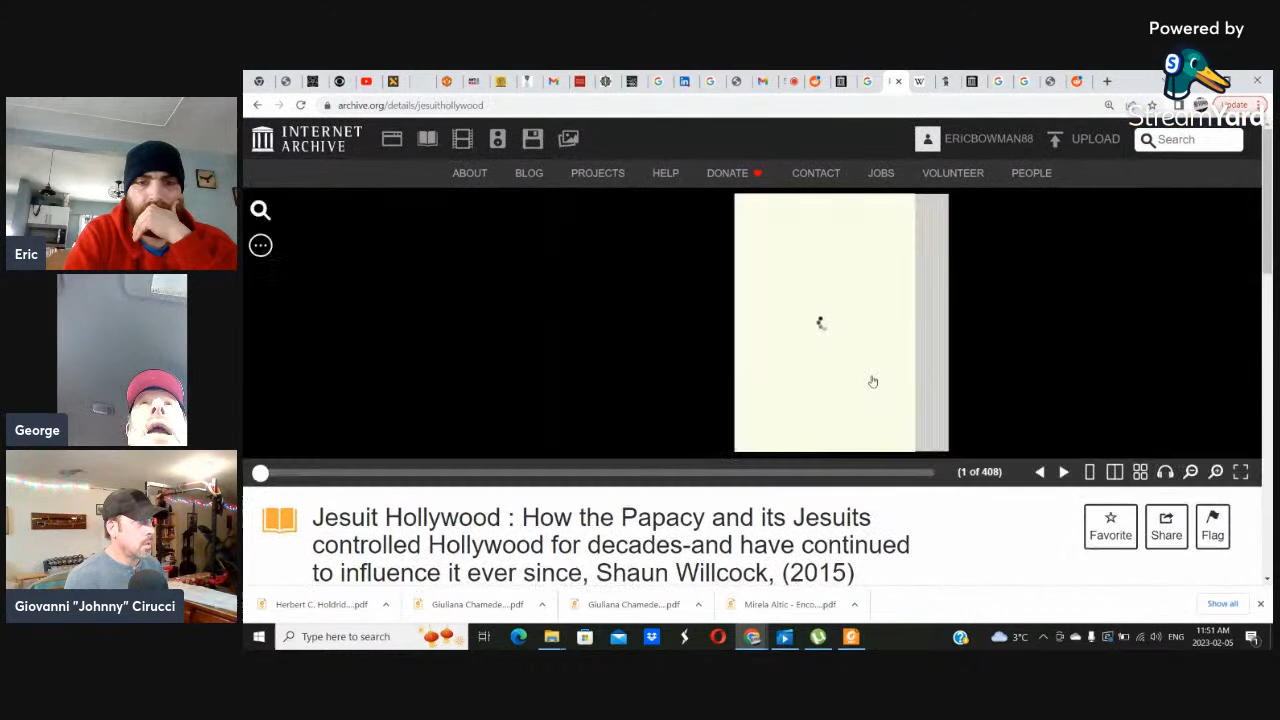 Powered by
StreamYard
Eric
George
Giovanni "Johnny" Cirucci
archive.org/details/jesuithollywood
Update
INTERNET
ARCHIVE
ERICBOWMAN88
UPLOAD
Search
ABOUT
BLOG
PROJECTS
HELP
DONATE
CONTACT
JOBS
VOLUNTEER
PEOPLE
(1 of 408)
Jesuit Hollywood : How the Papacy and its Jesuits
controlled Hollywood for decades-and have continued
to influence it ever since, Shaun Willcock, (2015)
Favorite
Share
Flag
Herbert C. Holdrid....pdf
Giuliana Chamede....pdf
Giuliana Chamede....pdf
Mirela Altic - Enco....pdf
Show all
Type here to search
3°C
ENG
11:51 AM
2023-02-05